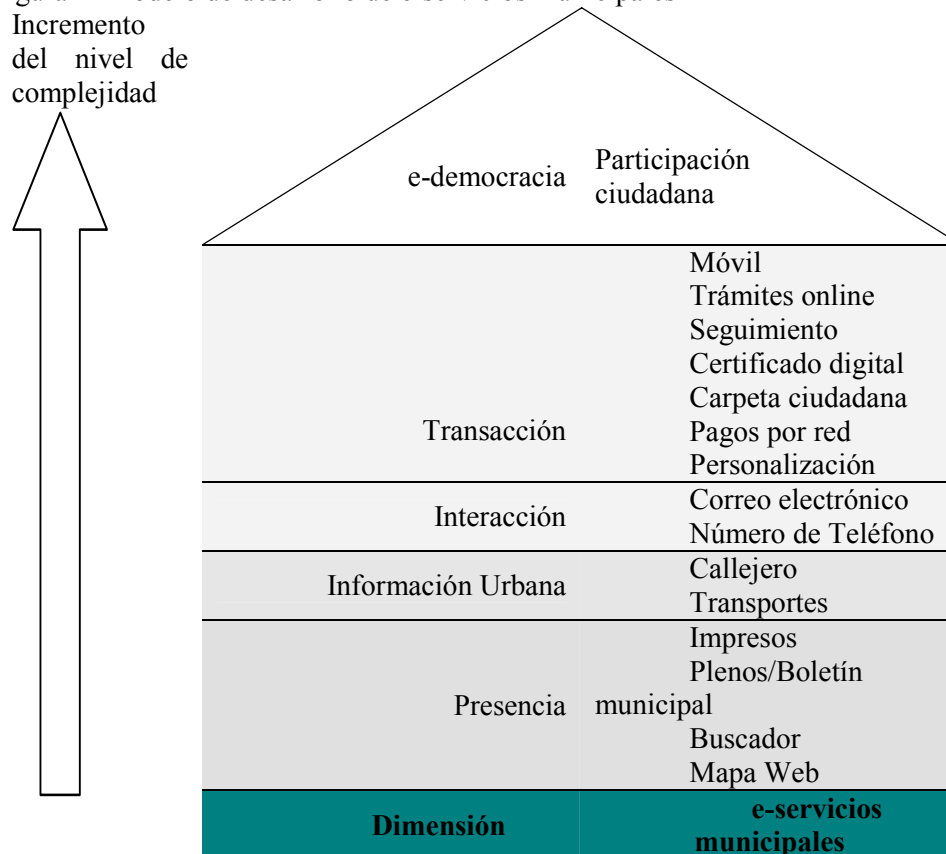 Incremento
del nivel de
complejidad
e-democracia Participación
ciudadana
Móvil
Trámites online
Seguimiento
Certificado digital
Carpeta ciudadana
Transacción Pagos por red
Personalización
Interacción Correo electrónico
Número de Teléfono
Información Urbana Callejero
Transportes
Impresos
Plenos/Boletín
Presencia municipal
Buscador
Mapa Web
Dimensión e-servicios
municipales